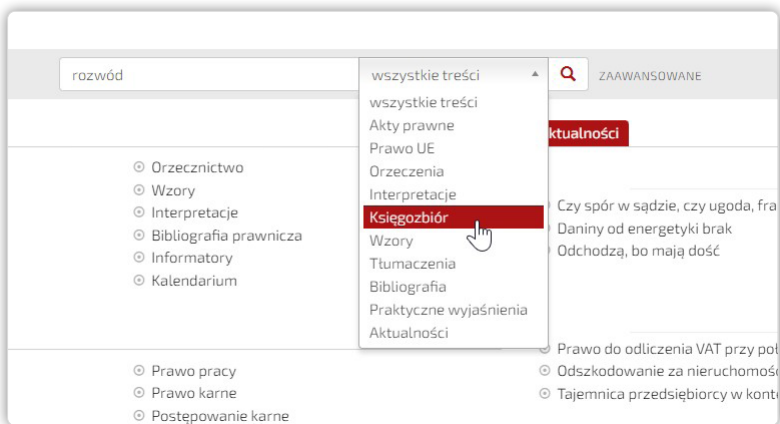 rozwód
wszystkie treści
ZAAWANSOWANE
wszystkie treści
Akty prawne
Prawo UE
Orzeczenia
Interpretacje
Księgozbiór
Wzory
Tłumaczenia
Bibliografia
Praktyczne wyjaśnienia
Aktualności
ktualności
Orzecznictwo
Wzory
Interpretacje
Bibliografia prawnicza
Informatory
Kalendarium
Czy spór w sądzie, czy ugoda, fra
Daniny od energetyki brak
Odchodzą, bo mają dość
Prawo pracy
Prawo karne
Postępowanie karne
Prawo do odliczenia VAT przy poł
Odszkodowanie za nieruchomoś
Tajemnica przedsiębiorcy w kont